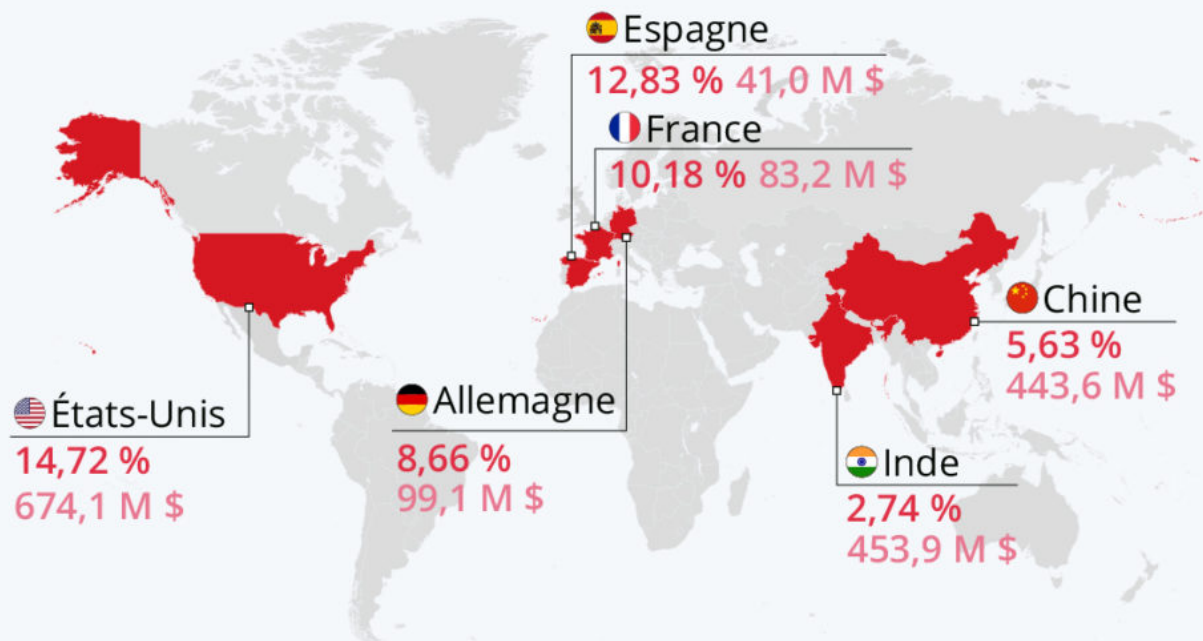 Espagne
12,83 % 41,0 M $
France
10,18 % 83,2 M $
Chine
5,63 %
443,6 M $
États-Unis
14,72 %
674,1 M $
Allemagne
8,66 %
99,1 M $
Inde
2,74 %
453,9 M $